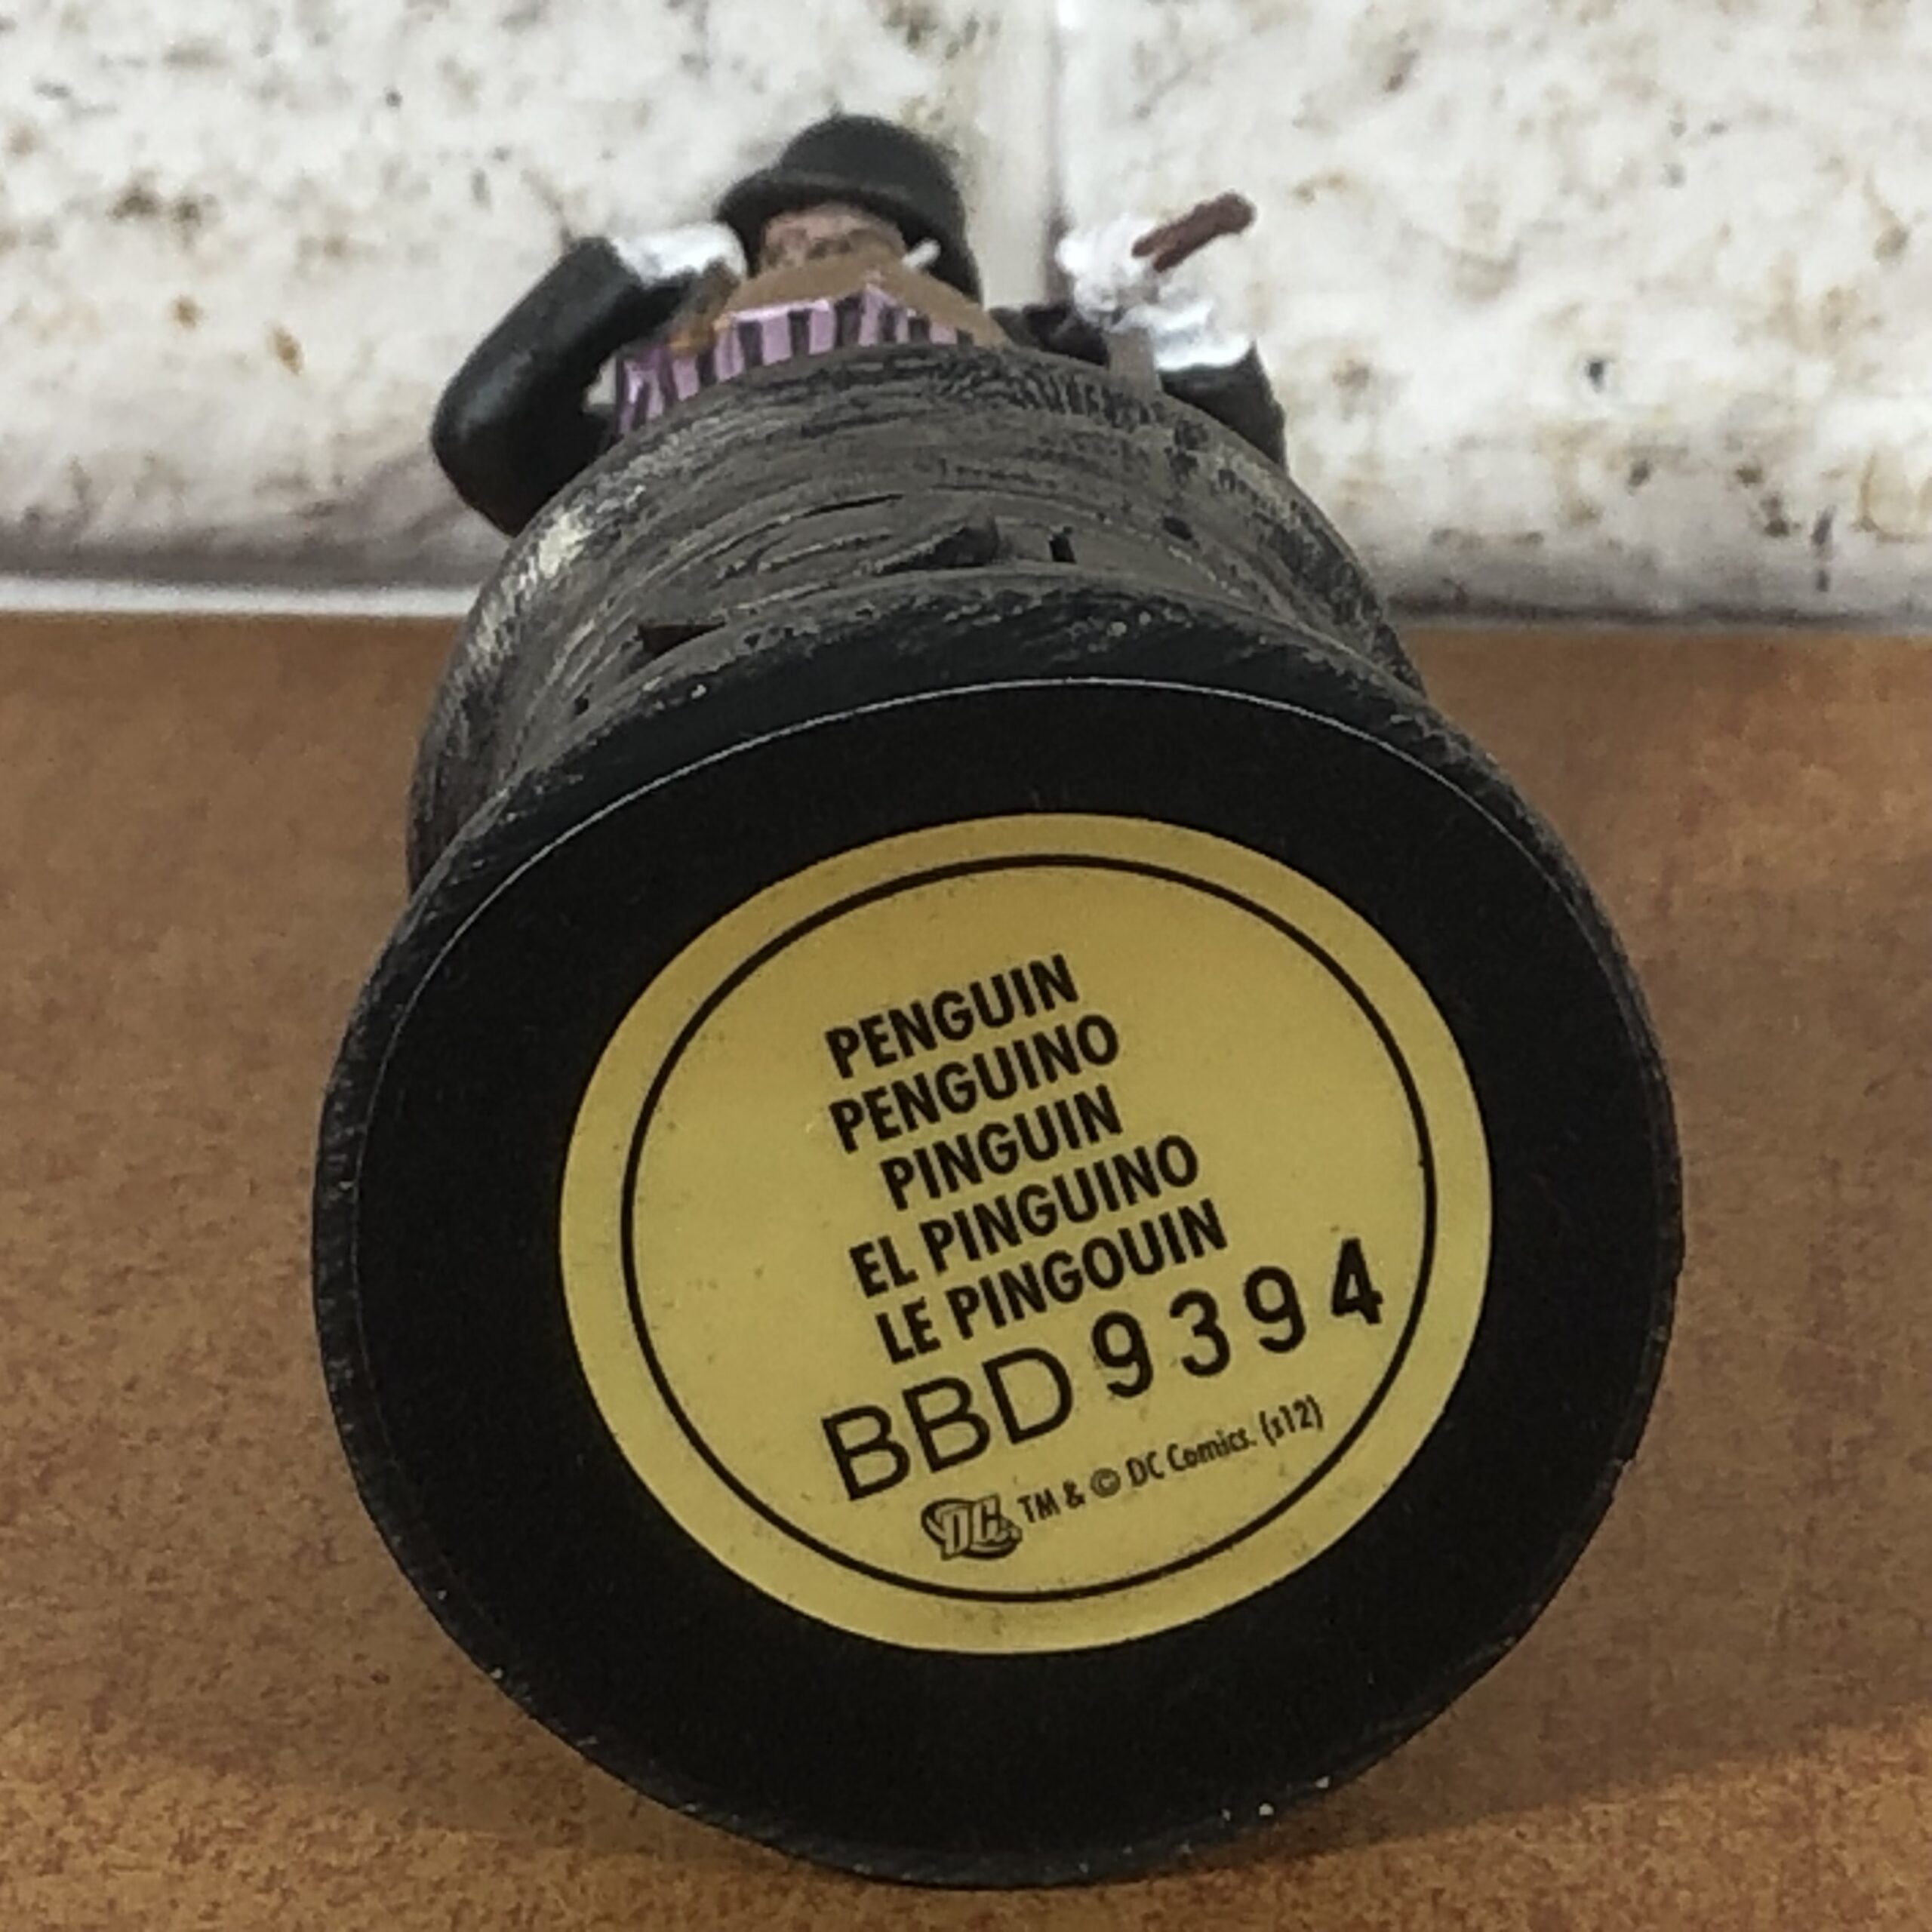 PENGUIN
PENGUINO
PINGUIN
EL PINGUINO
LE PINGOUIN
BBD 9394
DC TM & © DC Comics. (s12)